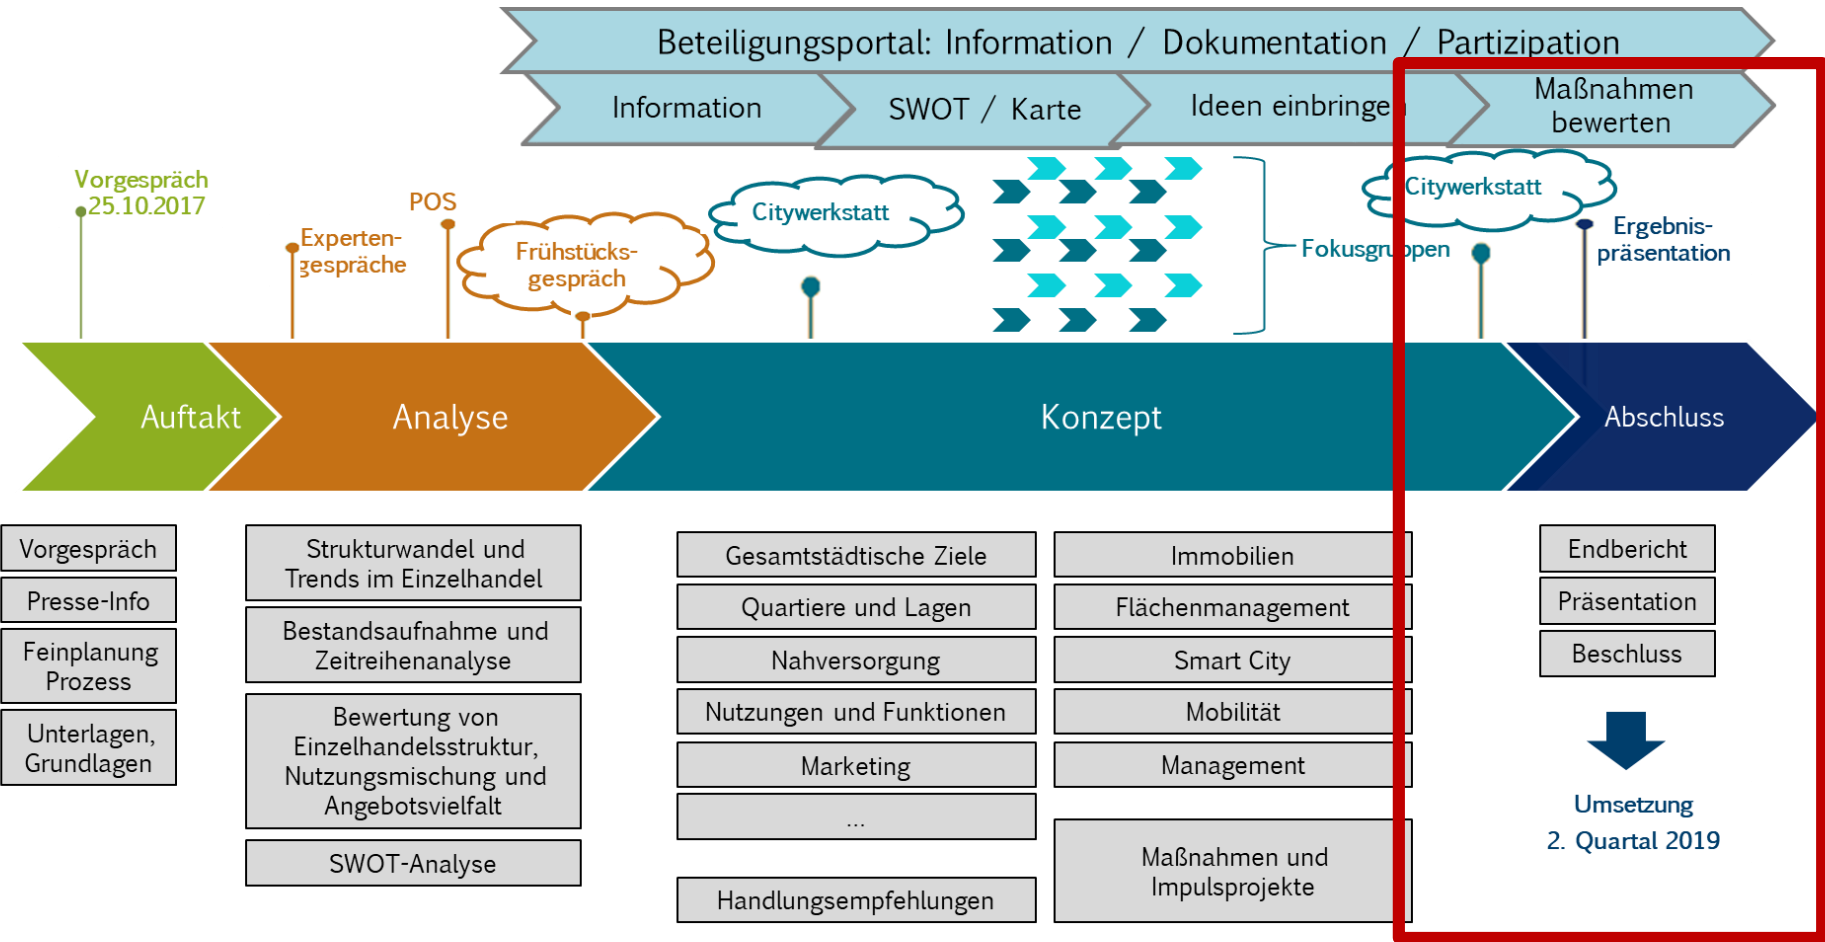 Beteiligungsportal: Information / Dokumentation / Partizipation
Information
SWOT / Karte
Ideen einbringen
Maßnahmen
bewerten
Vorgespräch
25.10.2017
Experten-
gespräche
POS
Frühstücks-
gespräch
Citywerkstatt
Fokusgruppen
Citywerkstatt
Ergebnis-
präsentation
Auftakt
Analyse
Konzept
Abschluss
Vorgespräch
Presse-Info
Feinplanung
Prozess
Unterlagen,
Grundlagen
Strukturwandel und
Trends im Einzelhandel
Bestandsaufnahme und
Zeitreihenanalyse
Bewertung von
Einzelhandelsstruktur,
Nutzungsmischung und
Angebotsvielfalt
SWOT-Analyse
Gesamtstädtische Ziele
Quartiere und Lagen
Nahversorgung
Nutzungen und Funktionen
Marketing
...
Handlungsempfehlungen
Immobilien
Flächenmanagement
Smart City
Mobilität
Management
Maßnahmen und
Impulsprojekte
Endbericht
Präsentation
Beschluss
Umsetzung
2. Quartal 2019